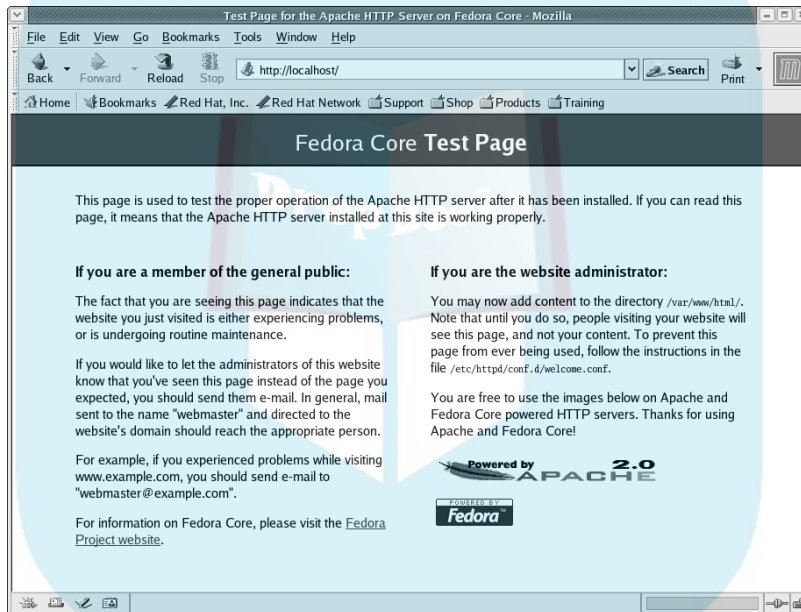 Test Page for the Apache HTTP Server on Fedora Core - Mozilla
File Edit View Go Bookmarks Tools Window Help
Back Forward Reload Stop http://localhost/ Search Print
Home Bookmarks Red Hat, Inc. Red Hat Network Support Shop Products Training
Fedora Core Test Page
This page is used to test the proper operation of the Apache HTTP server after it has been installed. If you can read this
page, it means that the Apache HTTP server installed at this site is working properly.
If you are a member of the general public:
The fact that you are seeing this page indicates that the
website you just visited is either experiencing problems,
or is undergoing routine maintenance.
If you would like to let the administrators of this website
know that you've seen this page instead of the page you
expected, you should send them e-mail. In general, mail
sent to the name "webmaster" and directed to the
website's domain should reach the appropriate person.
For example, if you experienced problems while visiting
www.example.com, you should send e-mail to
"webmaster@example.com".
For information on Fedora Core, please visit the Fedora
Project website.
If you are the website administrator:
You may now add content to the directory /var/www/html/.
Note that until you do so, people visiting your website will
see this page, and not your content. To prevent this
page from ever being used, follow the instructions in the
file /etc/httpd/conf.d/welcome.conf.
You are free to use the images below on Apache and
Fedora Core powered HTTP servers. Thanks for using
Apache and Fedora Core!
Powered by APACHE 2.0
POWERED BY
Fedora™